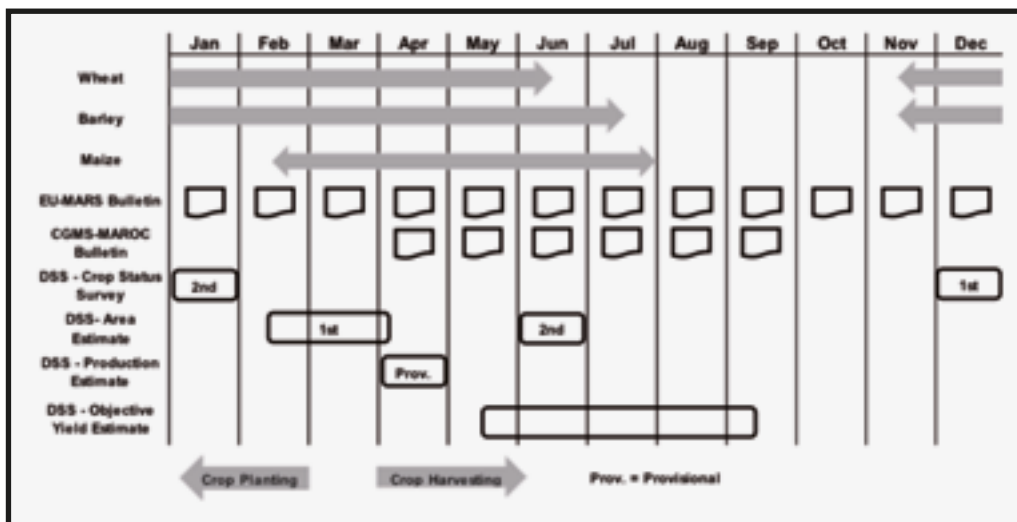 Jan Feb Mar Apr May Jun Jul Aug Sep Oct Nov Dec
Wheat
Barley
Maize
EU-MARS Bulletin
CGMS-MAROC
Bulletin
DSS - Crop Status
Survey
2nd
1st
DSS- Area
Estimate
1st
2nd
DSS - Production
Estimate
Prov.
DSS - Objective
Yield Estimate
Crop Planting
Crop Harvesting
Prov. = Provisional